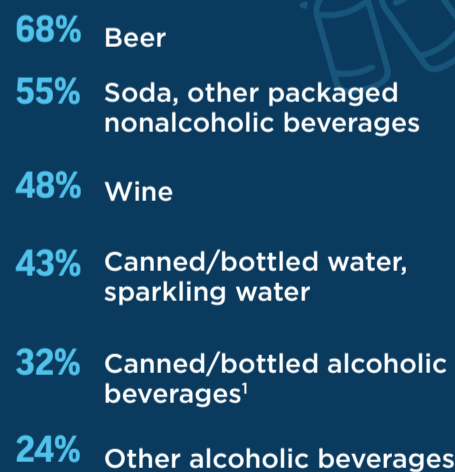 68% Beer
55% Soda, other packaged
nonalcoholic beverages
48% Wine
43% Canned/bottled water,
sparkling water
32% Canned/bottled alcoholic
beverages¹
24% Other alcoholic beverages